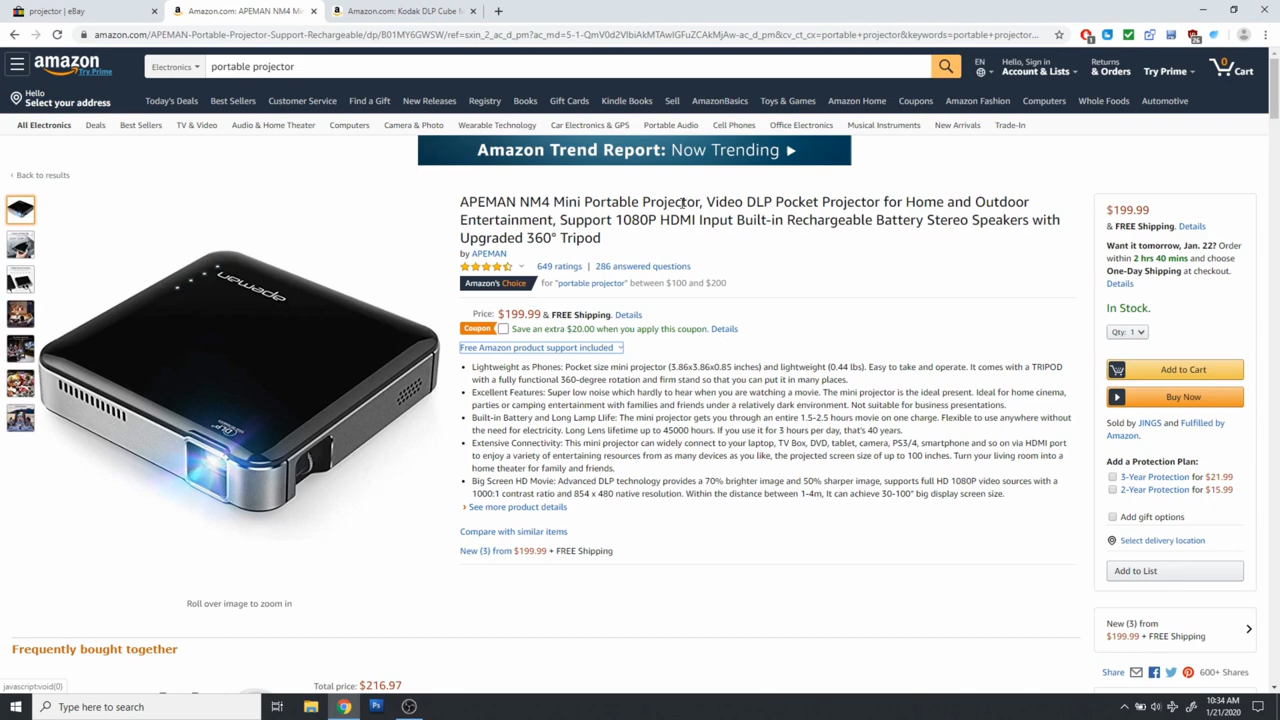 projector | eBay
Amazon.com: APEMAN NM4 Mi
Amazon.com: Kodak DLP Cube
amazon.com/APEMAN-Portable-Projector-Support-Rechargeable/dp/B01MY6GWSW/ref=sxin_2_ac_d_pm?ac_md=5-1-QmV0d2VlbiAkMTAwIGFuZCAkMjAw-ac_d_pm&cv_ct_cx=portable+projector&keywords=portable+projector...
amazon
Try Prime
Electronics
portable projector
EN
Hello, Sign in
Account & Lists
Returns
& Orders
Try Prime
0
Cart
Hello
Select your address
Today's Deals Best Sellers Customer Service Find a Gift New Releases Registry Books Gift Cards Kindle Books Sell AmazonBasics Toys & Games Amazon Home Coupons Amazon Fashion Computers Whole Foods Automotive
All Electronics Deals Best Sellers TV & Video Audio & Home Theater Computers Camera & Photo Wearable Technology Car Electronics & GPS Portable Audio Cell Phones Office Electronics Musical Instruments New Arrivals Trade-In
Amazon Trend Report: Now Trending
‹ Back to results
APEMAN NM4 Mini Portable Projector, Video DLP Pocket Projector for Home and Outdoor
Entertainment, Support 1080P HDMI Input Built-in Rechargeable Battery Stereo Speakers with
Upgraded 360° Tripod
by APEMAN
649 ratings | 286 answered questions
Amazon's Choice for "portable projector" between $100 and $200
Price: $199.99 & FREE Shipping. Details
Coupon Save an extra $20.00 when you apply this coupon. Details
Free Amazon product support included
• Lightweight as Phones: Pocket size mini projector (3.86x3.86x0.85 inches) and lightweight (0.44 lbs). Easy to take and operate. It comes with a TRIPOD
with a fully functional 360-degree rotation and firm stand so that you can put it in many places.
• Excellent Features: Super low noise which hardly to hear when you are watching a movie. The mini projector is the ideal present. Ideal for home cinema,
parties or camping entertainment with families and friends under a relatively dark environment. Not suitable for business presentations.
• Built-in Battery and Long Lamp Llife: The mini projector gets you through an entire 1.5-2.5 hours movie on one charge. Flexible to use anywhere without
the need for electricity. Long Lens lifetime up to 45000 hours. If you use it for 3 hours per day, that's 40 years.
• Extensive Connectivity: This mini projector can widely connect to your laptop, TV Box, DVD, tablet, camera, PS3/4, smartphone and so on via HDMI port
to enjoy a variety of entertaining resources from as many devices as you like, the projected screen size of up to 100 inches. Turn your living room into a
home theater for family and friends.
• Big Screen HD Movie: Advanced DLP technology provides a 70% brighter image and 50% sharper image, supports full HD 1080P video sources with a
1000:1 contrast ratio and 854 x 480 native resolution. Within the distance between 1-4m, It can achieve 30-100" big display screen size.
› See more product details
Compare with similar items
New (3) from $199.99 + FREE Shipping
apeman
DLP
Roll over image to zoom in
$199.99
& FREE Shipping. Details
Want it tomorrow, Jan. 22? Order
within 2 hrs 40 mins and choose
One-Day Shipping at checkout.
Details
In Stock.
Qty: 1
Add to Cart
Buy Now
Sold by JINGS and Fulfilled by
Amazon.
Add a Protection Plan:
3-Year Protection for $21.99
2-Year Protection for $15.99
Add gift options
Select delivery location
Add to List
New (3) from
$199.99 + FREE Shipping
Share 600+ Shares
Frequently bought together
Total price: $216.97
javascript:void(0)
Type here to search
10:34 AM
1/21/2020